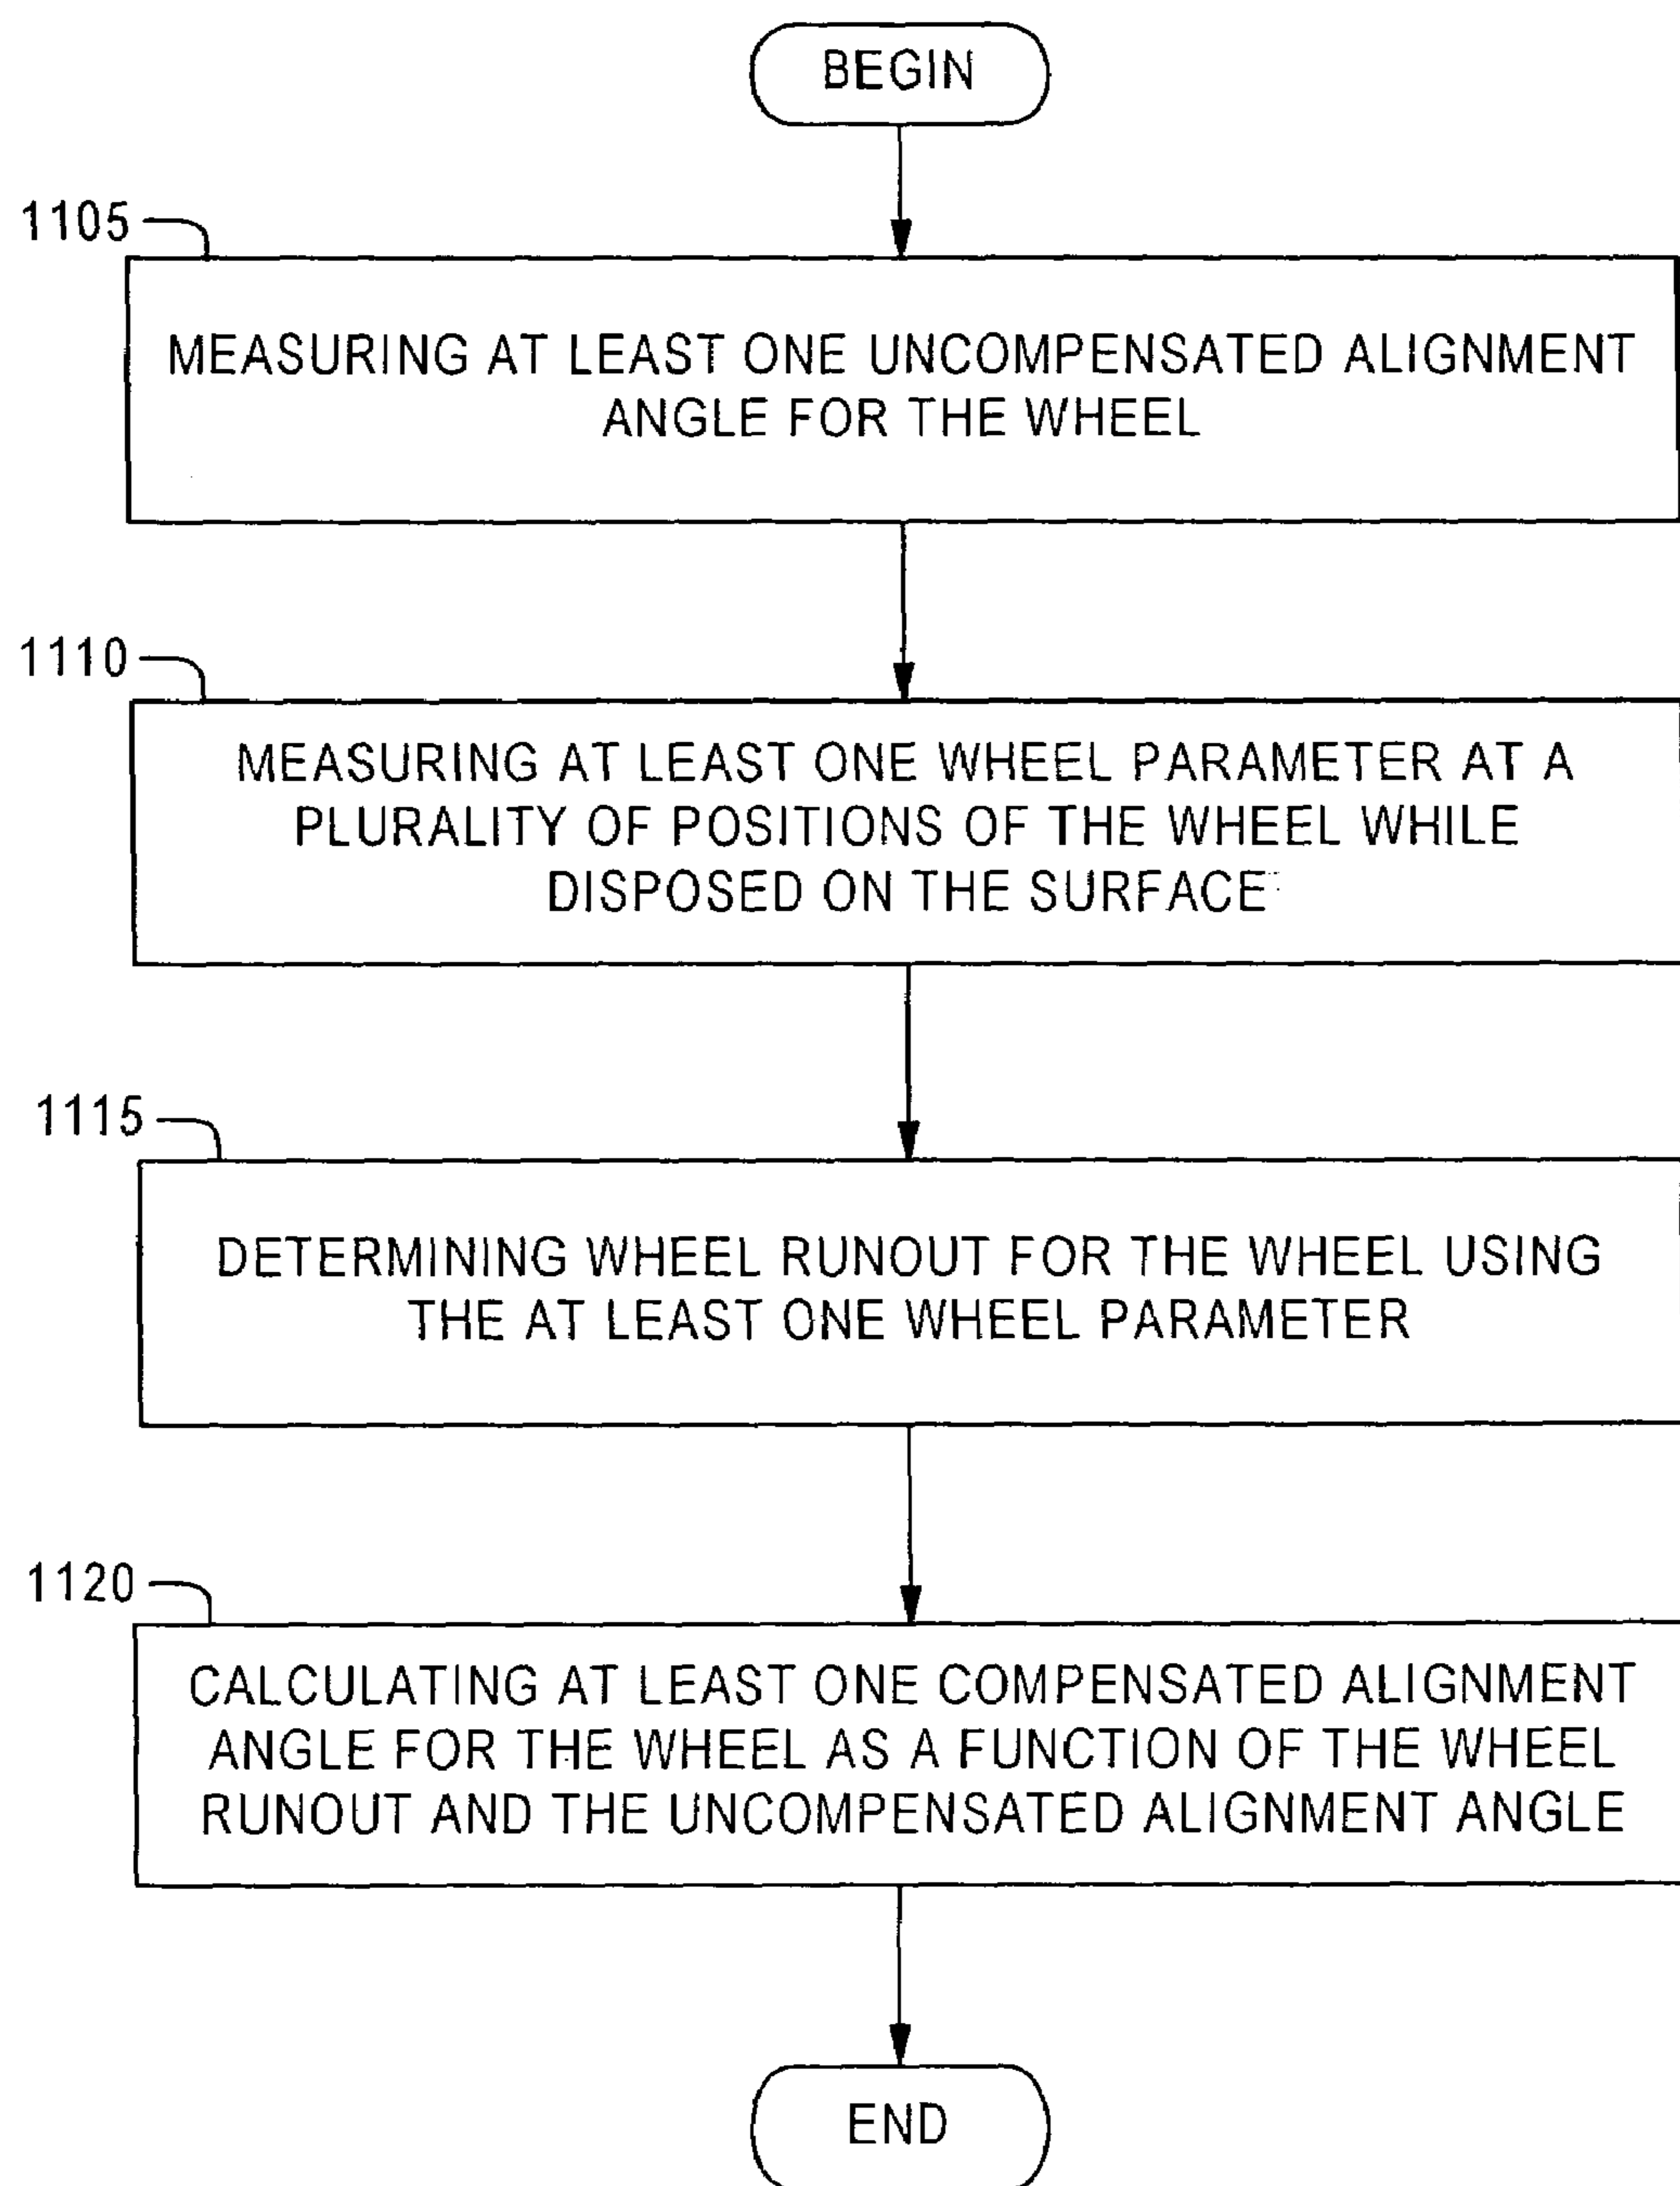 BEGIN
1105
MEASURING AT LEAST ONE UNCOMPENSATED ALIGNMENT
ANGLE FOR THE WHEEL
1110
MEASURING AT LEAST ONE WHEEL PARAMETER AT A
PLURALITY OF POSITIONS OF THE WHEEL WHILE
DISPOSED ON THE SURFACE
1115
DETERMINING WHEEL RUNOUT FOR THE WHEEL USING
THE AT LEAST ONE WHEEL PARAMETER
1120
CALCULATING AT LEAST ONE COMPENSATED ALIGNMENT
ANGLE FOR THE WHEEL AS A FUNCTION OF THE WHEEL
RUNOUT AND THE UNCOMPENSATED ALIGNMENT ANGLE
END